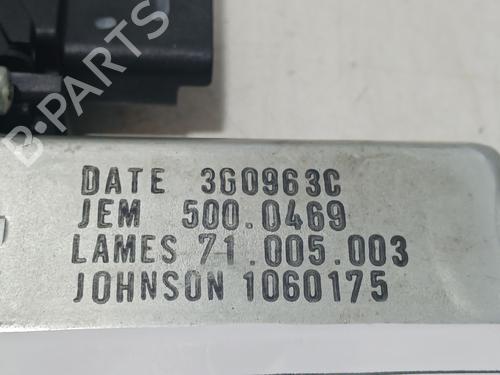 B-PARTS
DATE 3G0963C
JEM 500.0469
LAMES 71.005.003
JOHNSON 1060175